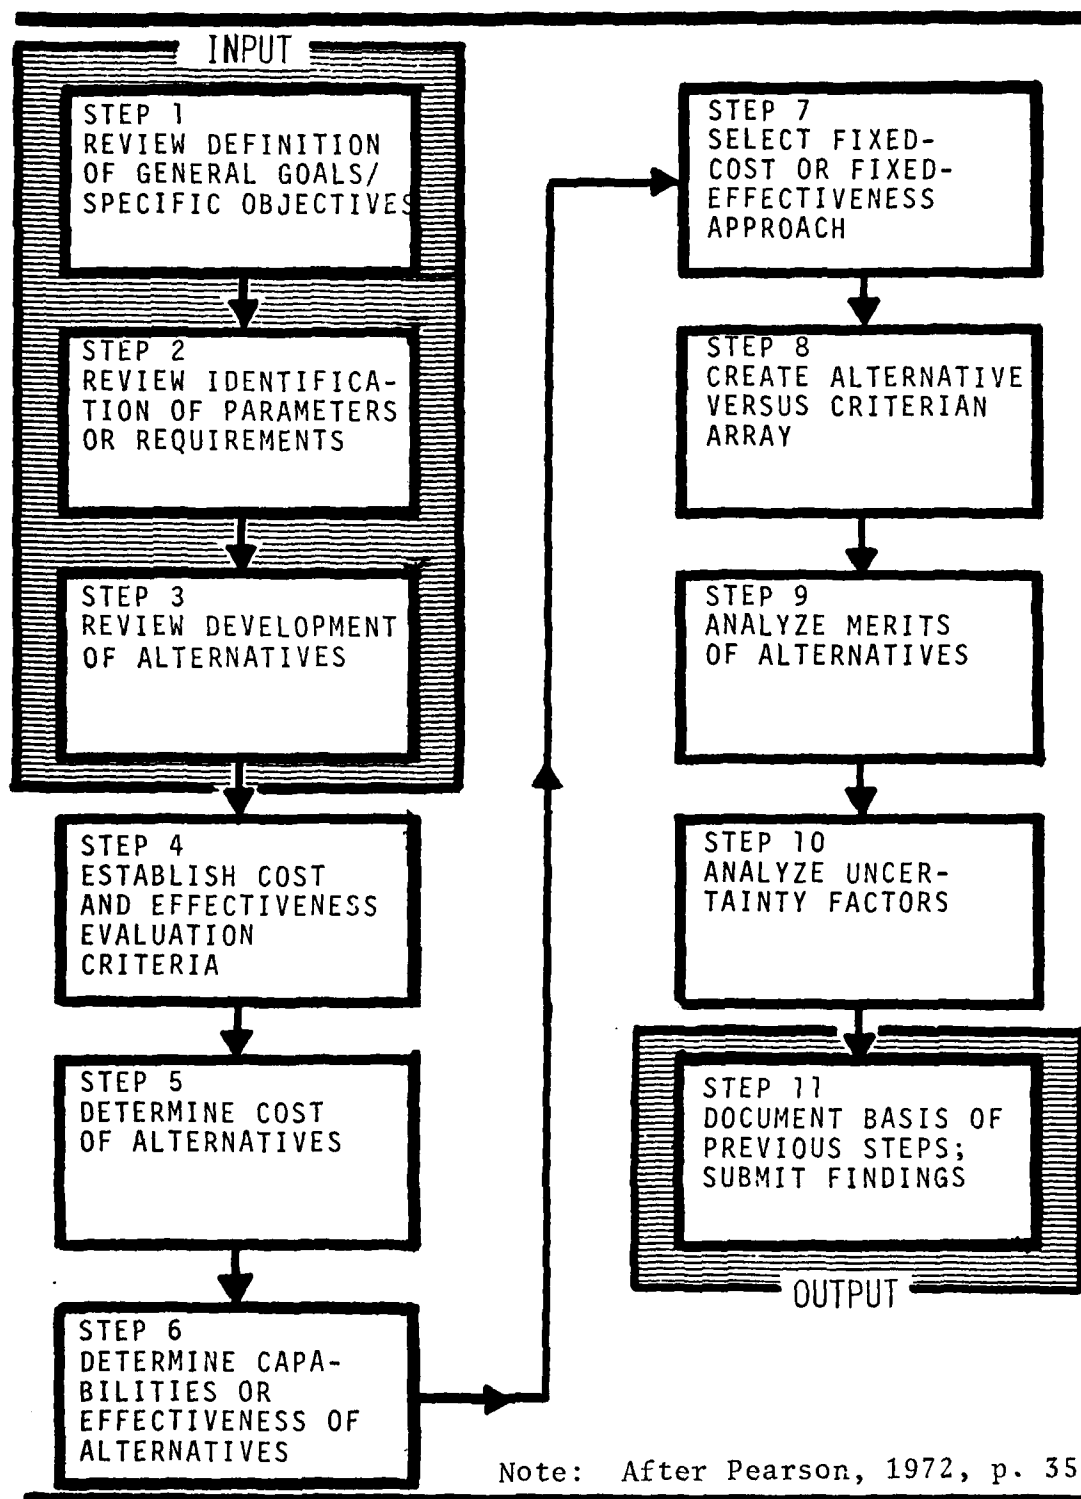 INPUT
STEP 1
REVIEW DEFINITION
OF GENERAL GOALS/
SPECIFIC OBJECTIVES
STEP 2
REVIEW IDENTIFICA-
TION OF PARAMETERS
OR REQUIREMENTS
STEP 3
REVIEW DEVELOPMENT
OF ALTERNATIVES
STEP 4
ESTABLISH COST
AND EFFECTIVENESS
EVALUATION
CRITERIA
STEP 5
DETERMINE COST
OF ALTERNATIVES
STEP 6
DETERMINE CAPA-
BILITIES OR
EFFECTIVENESS OF
ALTERNATIVES
STEP 7
SELECT FIXED-
COST OR FIXED-
EFFECTIVENESS
APPROACH
STEP 8
CREATE ALTERNATIVE
VERSUS CRITERIAN
ARRAY
STEP 9
ANALYZE MERITS
OF ALTERNATIVES
STEP 10
ANALYZE UNCER-
TAINTY FACTORS
STEP 11
DOCUMENT BASIS OF
PREVIOUS STEPS;
SUBMIT FINDINGS
OUTPUT
Note: After Pearson, 1972, p. 35